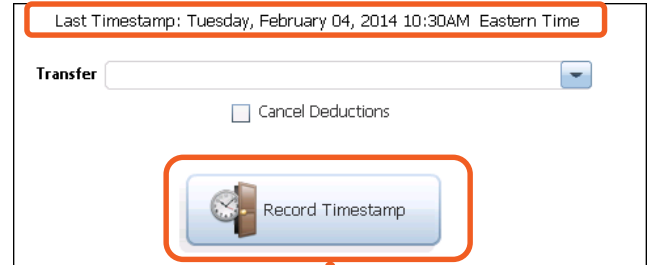 Last Timestamp: Tuesday, February 04, 2014 10:30AM Eastern Time
Transfer
Cancel Deductions
Record Timestamp